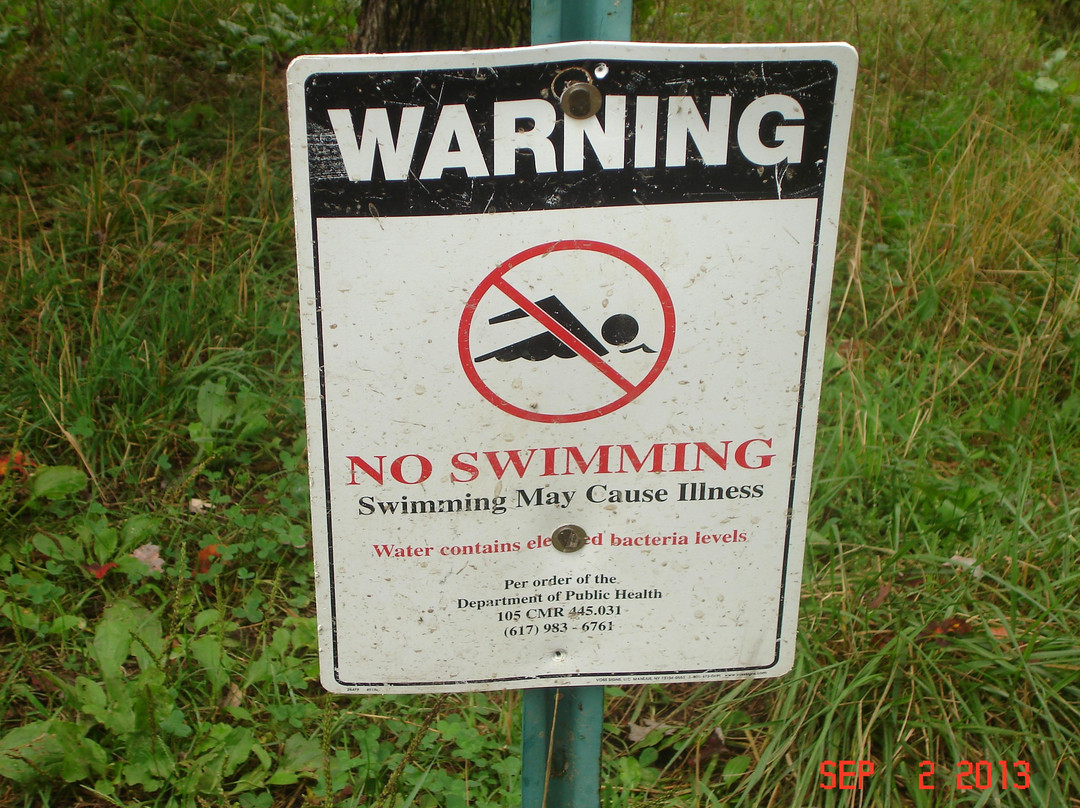 WARNING
NO SWIMMING
Swimming May Cause Illness
Water contains bacteria levels
Per order of the
Department of Public Health
105 CMR 445.031
(617) 983 - 6761
SEP 2 2013